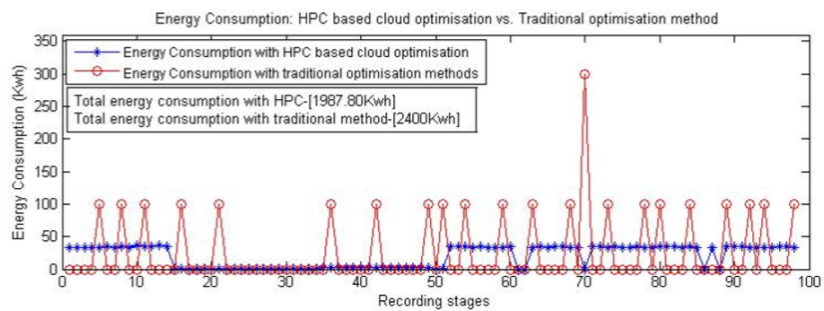 Energy Consumption: HPC based cloud optimisation vs. Traditional optimisation method
Energy Consumption with HPC based cloud optimisation
Energy Consumption with traditional optimisation methods
Total energy consumption with HPC-[1987.80Kwh]
Total energy consumption with traditional method-[2400Kwh]
Energy Consumption (Kwh)
350
300
250
200
150
100
50
0
0 10 20 30 40 50 60 70 80 90 100
Recording stages